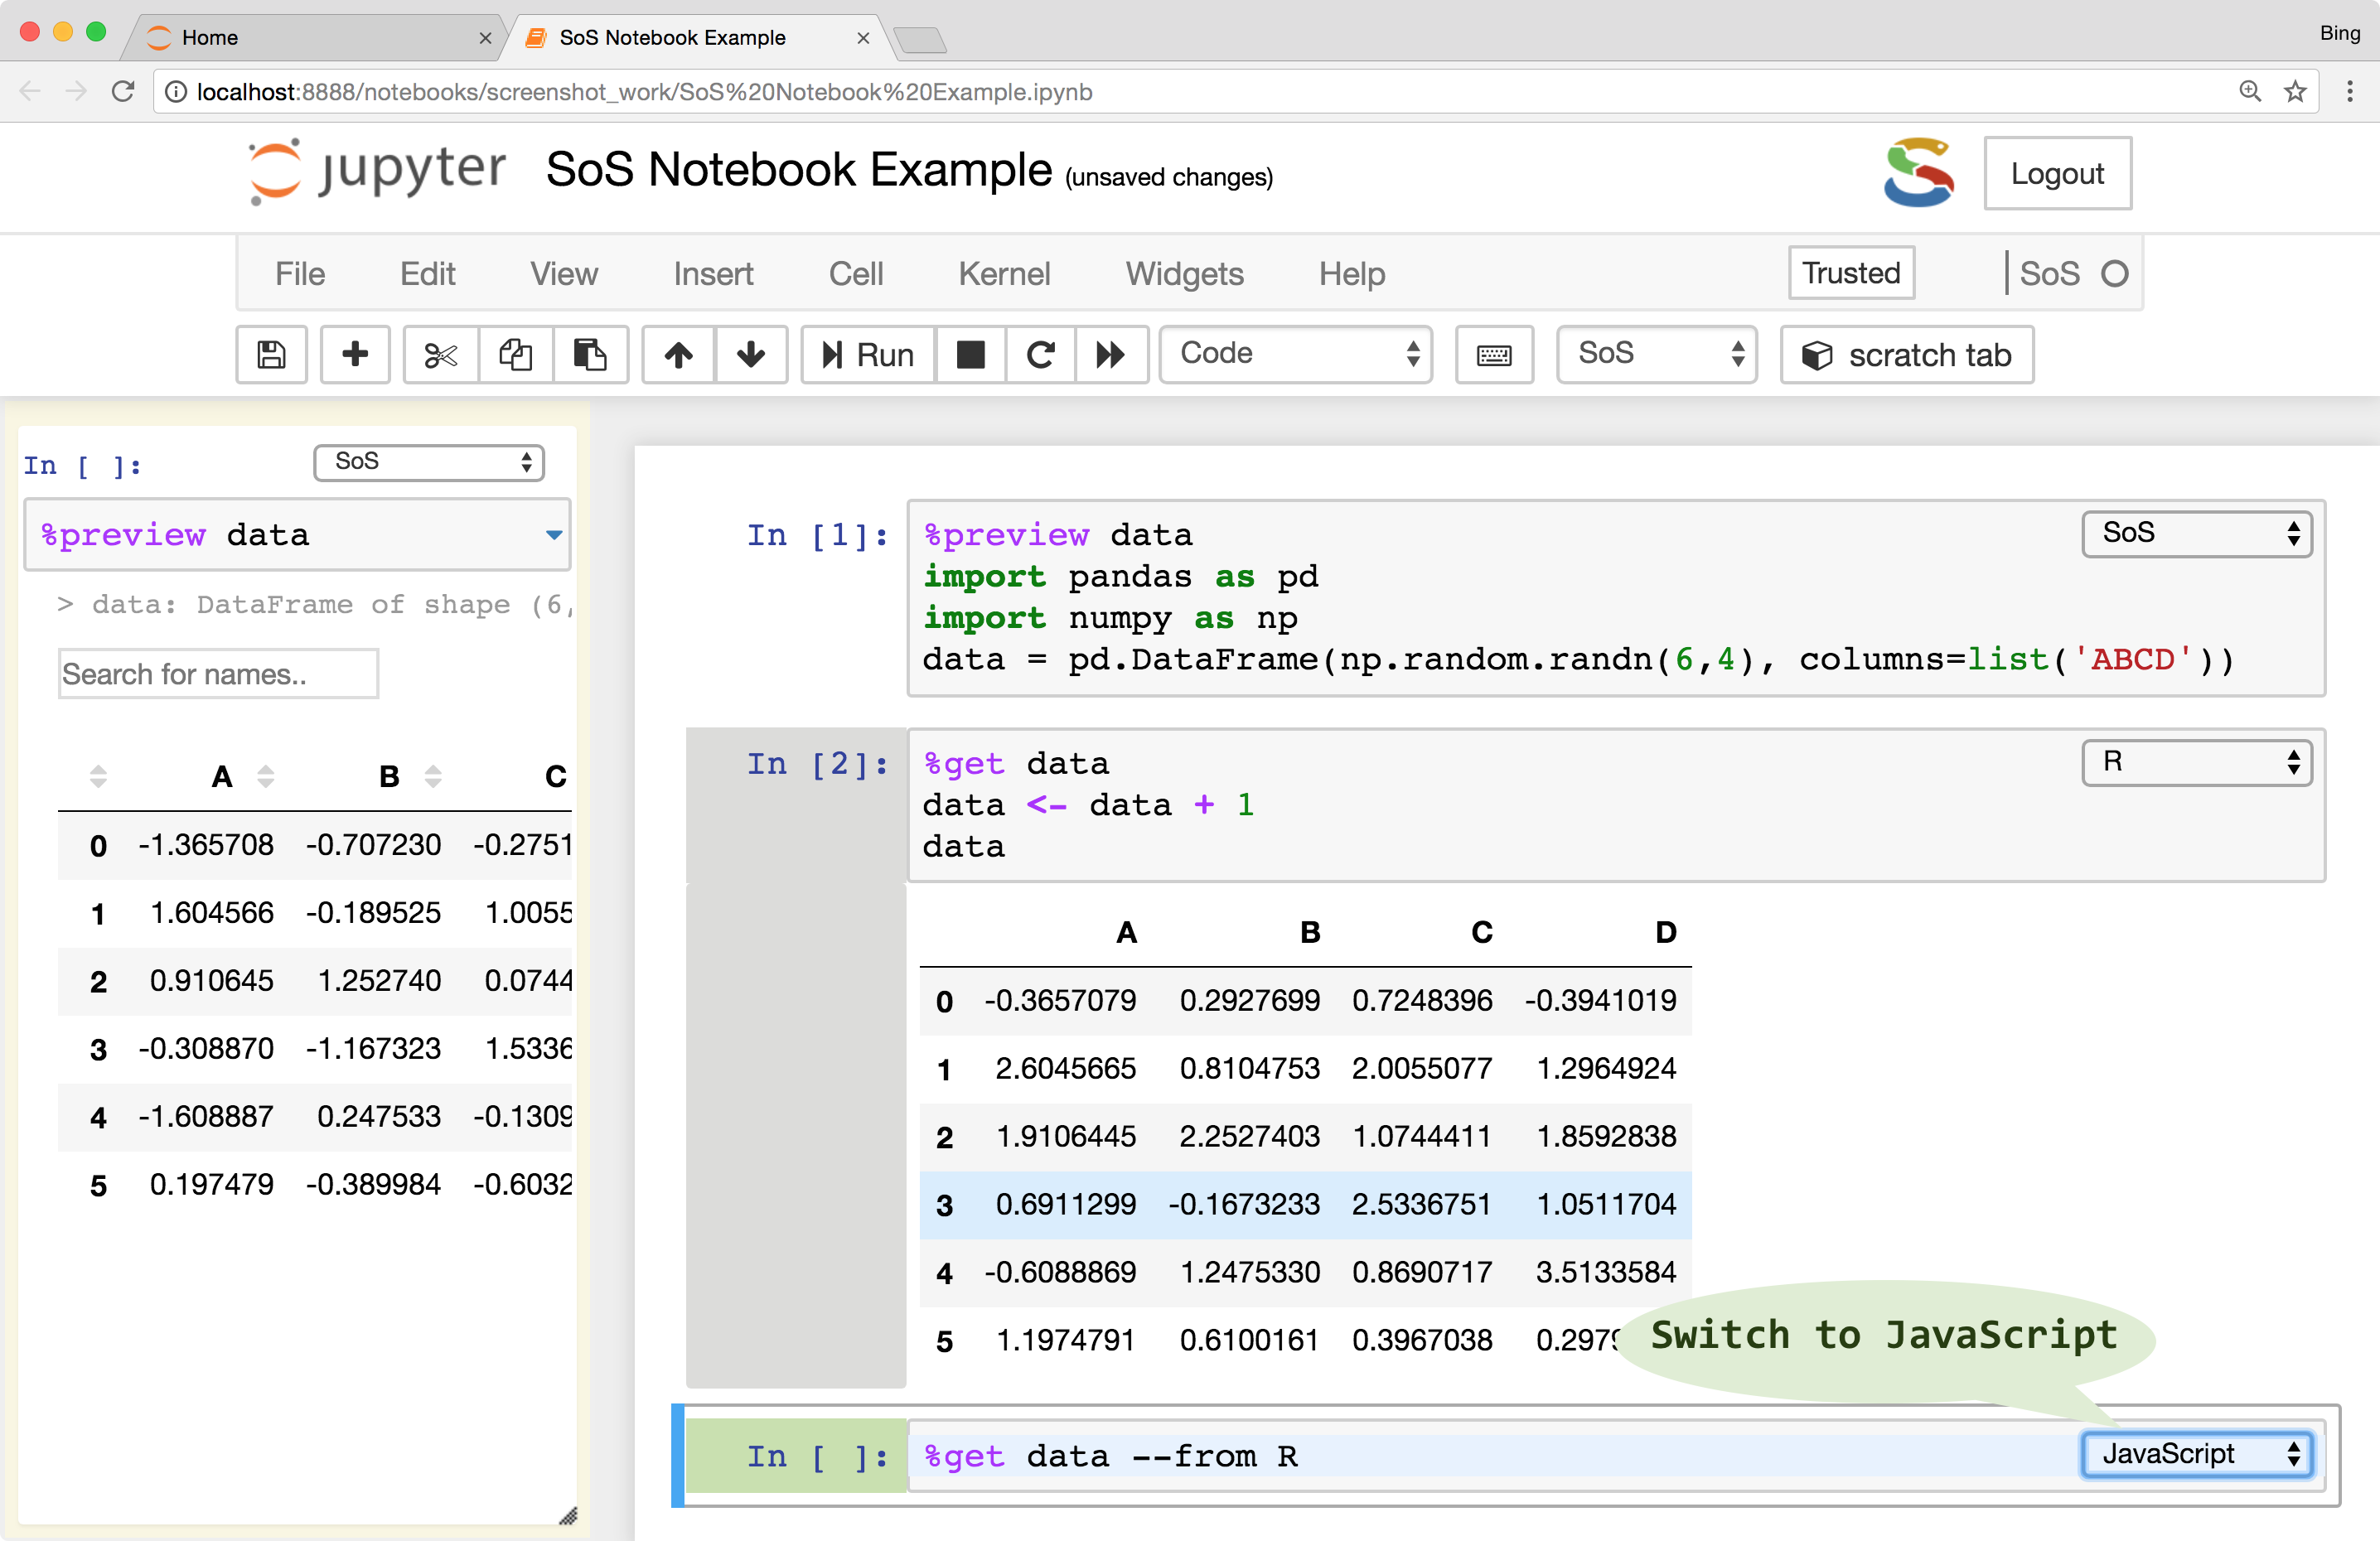 Home
SoS Notebook Example
Bing
localhost:8888/notebooks/screenshot_work/SoS%20Notebook%20Example.ipynb
jupyter SoS Notebook Example (unsaved changes)
Logout
File Edit View Insert Cell Kernel Widgets Help Trusted SoS
Run Code SoS scratch tab
In [ ]: SoS
%preview data
> data: DataFrame of shape (6,
Search for names..
A B C
0 -1.365708 -0.707230 -0.2751
1 1.604566 -0.189525 1.0055
2 0.910645 1.252740 0.0744
3 -0.308870 -1.167323 1.5336
4 -1.608887 0.247533 -0.1309
5 0.197479 -0.389984 -0.6032
In [1]: %preview data SoS
import pandas as pd
import numpy as np
data = pd.DataFrame(np.random.randn(6,4), columns=list('ABCD'))
In [2]: %get data R
data <- data + 1
data
A B C D
0 -0.3657079 0.2927699 0.7248396 -0.3941019
1 2.6045665 0.8104753 2.0055077 1.2964924
2 1.9106445 2.2527403 1.0744411 1.8592838
3 0.6911299 -0.1673233 2.5336751 1.0511704
4 -0.6088869 1.2475330 0.8690717 3.5133584
5 1.1974791 0.6100161 0.3967038
Switch to JavaScript
In [ ]: %get data --from R JavaScript